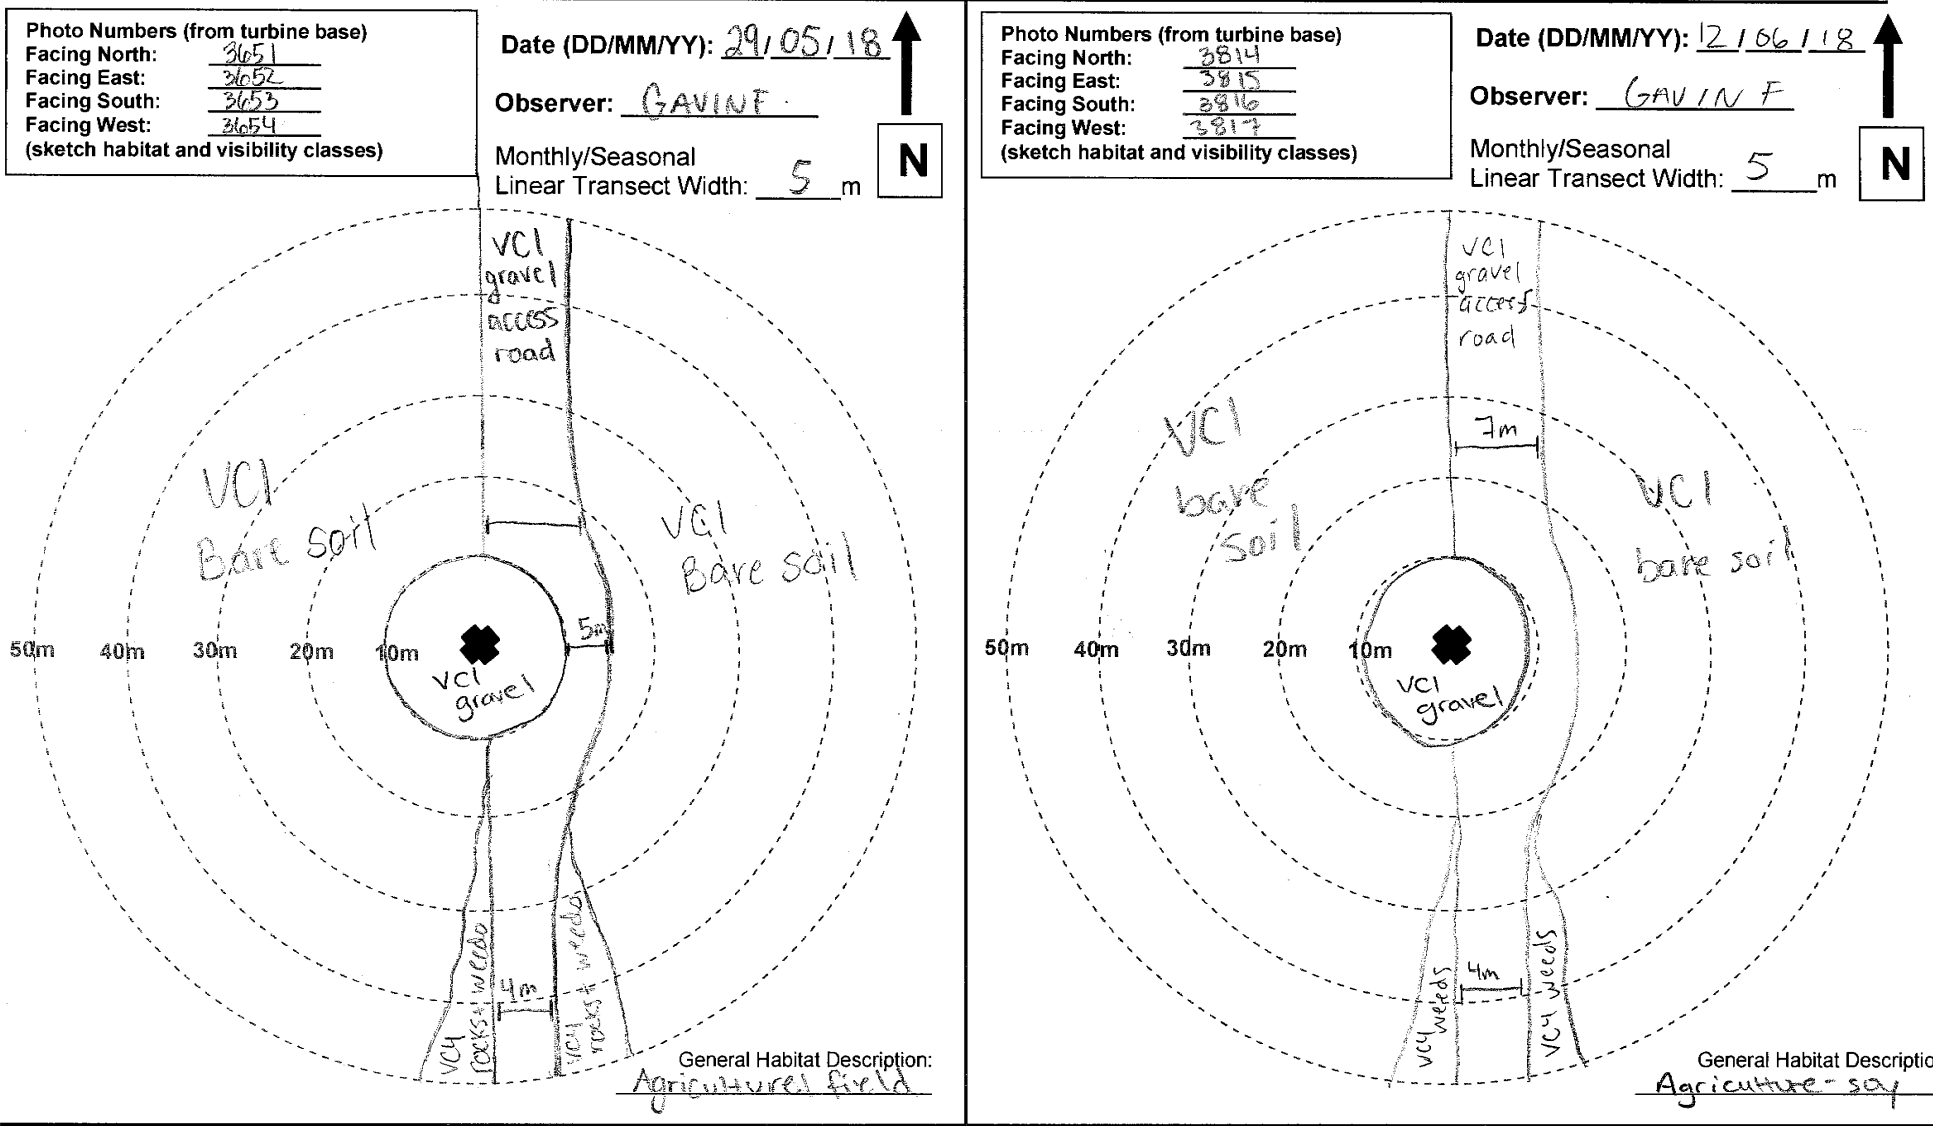 Photo Numbers (from turbine base)
Facing North: 3651
Facing East: 3652
Facing South: 3653
Facing West: 3654
(sketch habitat and visibility classes)
Date (DD/MM/YY): 29/05/18
Observer: GAVIN F
Monthly/Seasonal
Linear Transect Width: 5 m
N
VC1
gravel
access
road
VC1
Bare soil
VC1
Bare soil
5m
50m 40m 30m 20m 10m
VC1
gravel
4m
VC4
rocks + weeds
VC4
rocks + weeds
General Habitat Description:
Agricultural field
Photo Numbers (from turbine base)
Facing North: 3814
Facing East: 3815
Facing South: 3816
Facing West: 3817
(sketch habitat and visibility classes)
Date (DD/MM/YY): 12/06/18
Observer: GAVIN F
Monthly/Seasonal
Linear Transect Width: 5 m
N
VC1
gravel
access
road
7m
VC1
bare
soil
VC1
bare soil
50m 40m 30m 20m 10m
VC1
gravel
4m
VC4
weeds
VC4 weeds
General Habitat Descriptio
Agriculture - soy